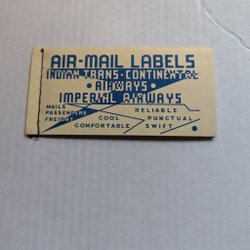 AIR-MAIL LABELS
INDIAN TRANS-CONTINENTAL
· AIRWAYS ·
IMPERIAL AIRWAYS
MAILS
PASSENGERS
FREIGHT
COOL
COMFORTABLE
RELIABLE
PUNCTUAL
SWIFT